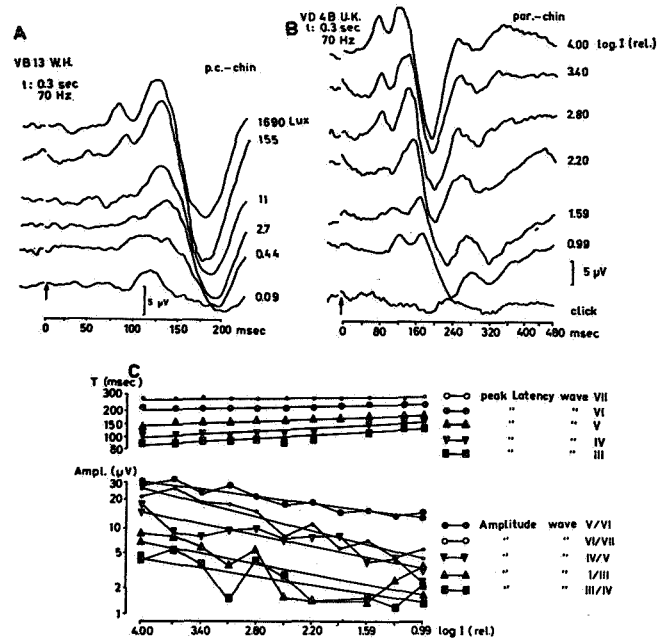 A
VB 13 W.H.
t: 0.3 sec
70 Hz
p.c.-chin
1690 Lux
155
11
2.7
0.44
0.09
5 µV
0 50 100 150 200
msec
B
VD 4B U.K.
t: 0.3 sec
70 Hz
par.-chin
4.00 log. I (rel.)
3.40
2.80
2.20
1.59
0.99
5 µV
click
0 80 160 240 320 400 480
msec
C
T (msec)
300
200
150
100
80
peak Latency wave VII
" " VI
" " V
" " IV
" " III
Ampl. (µV)
30
20
10
5
2
1
Amplitude wave V/VI
" " VI/VII
" " IV/V
" " I/III
" " III/IV
4.00 3.40 2.80 2.20 1.59 0.99
log I (rel.)